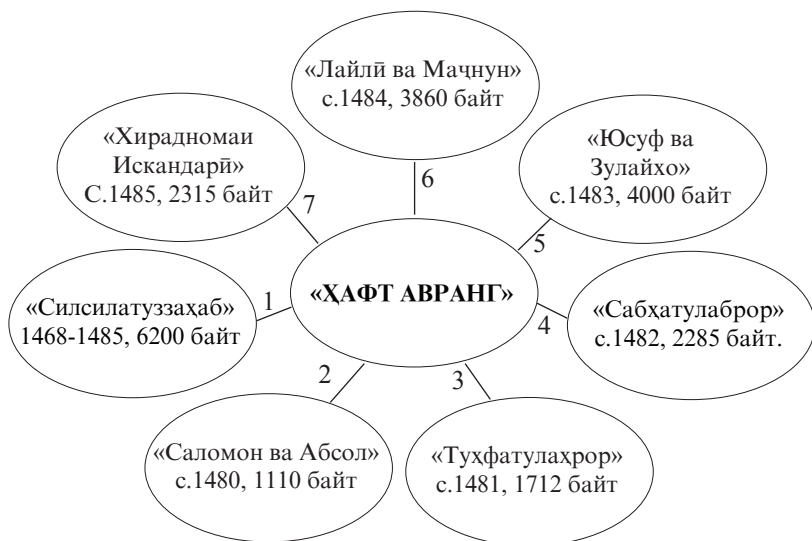 «Лайлӣ ва Маҷнун»
с.1484, 3860 байт
«Хирадномаи
Искандарӣ»
С.1485, 2315 байт
«Юсуф ва
Зулайхо»
с.1483, 4000 байт
7
6
5
«ҲАФТ АВРАНГ»
«Силсилатуззаҳаб»
1468-1485, 6200 байт
1
4
«Сабҳатулаброр»
с.1482, 2285 байт.
2
3
«Саломон ва Абсол»
с.1480, 1110 байт
«Туҳфатулаҳрор»
с.1481, 1712 байт